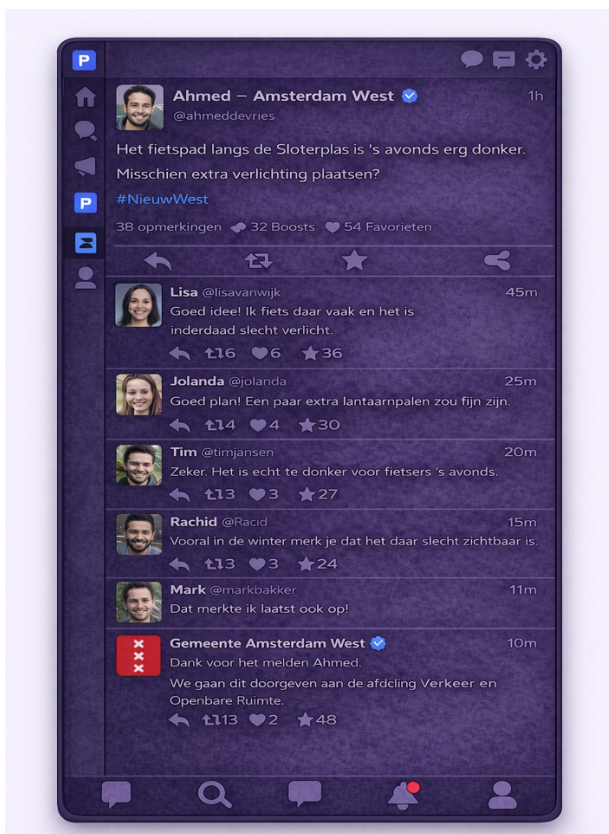 P
Ahmed – Amsterdam West
1h
@ahmeddevries
Het fietspad langs de Sloterplas is 's avonds erg donker.
Misschien extra verlichting plaatsen?
#NieuwWest
P
38 opmerkingen 32 Boosts 54 Favorieten
Lisa @lisavanwijk 45m
Goed idee! Ik fiets daar vaak en het is
inderdaad slecht verlicht.
16 6 36
Jolanda @jolanda 25m
Goed plan! Een paar extra lantaarnpalen zou fijn zijn.
14 4 30
Tim @timjansen 20m
Zeker. Het is echt te donker voor fietsers 's avonds.
13 3 27
Rachid @Racid 15m
Vooral in de winter merk je dat het daar slecht zichtbaar is.
13 3 24
Mark @markbakker 11m
Dat merkte ik laatst ook op!
Gemeente Amsterdam West 10m
Dank voor het melden Ahmed.
We gaan dit doorgeven aan de afdcling Verkeer en
Openbare Ruimte.
113 2 48